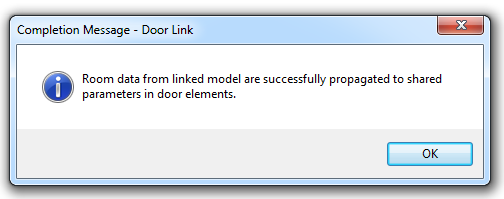 Completion Message - Door Link
Room data from linked model are successfully propagated to shared
parameters in door elements.
OK